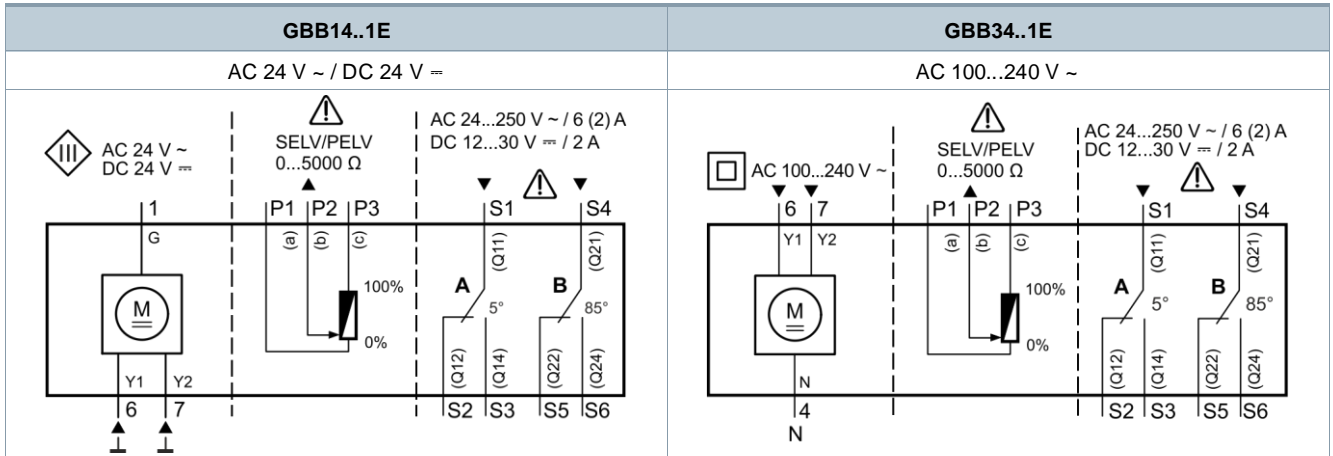 GBB14..1E
GBB34..1E
AC 24 V ~ / DC 24 V ⎓
AC 100...240 V ~
III
AC 24 V ~
DC 24 V ⎓
SELV/PELV
0...5000 Ω
AC 24...250 V ~ / 6 (2) A
DC 12...30 V ⎓ / 2 A
1
P1 P2 P3
S1 S4
G
(a) (b) (c)
(Q11) (Q21)
M
100%
0%
A
5°
B
85°
Y1 Y2
(Q12) (Q14) (Q22) (Q24)
6 7
S2 S3 S5 S6
AC 100...240 V ~
SELV/PELV
0...5000 Ω
AC 24...250 V ~ / 6 (2) A
DC 12...30 V ⎓ / 2 A
6 7
P1 P2 P3
S1 S4
Y1 Y2
(a) (b) (c)
(Q11) (Q21)
M
100%
0%
A
5°
B
85°
N
(Q12) (Q14) (Q22) (Q24)
4
S2 S3 S5 S6
N